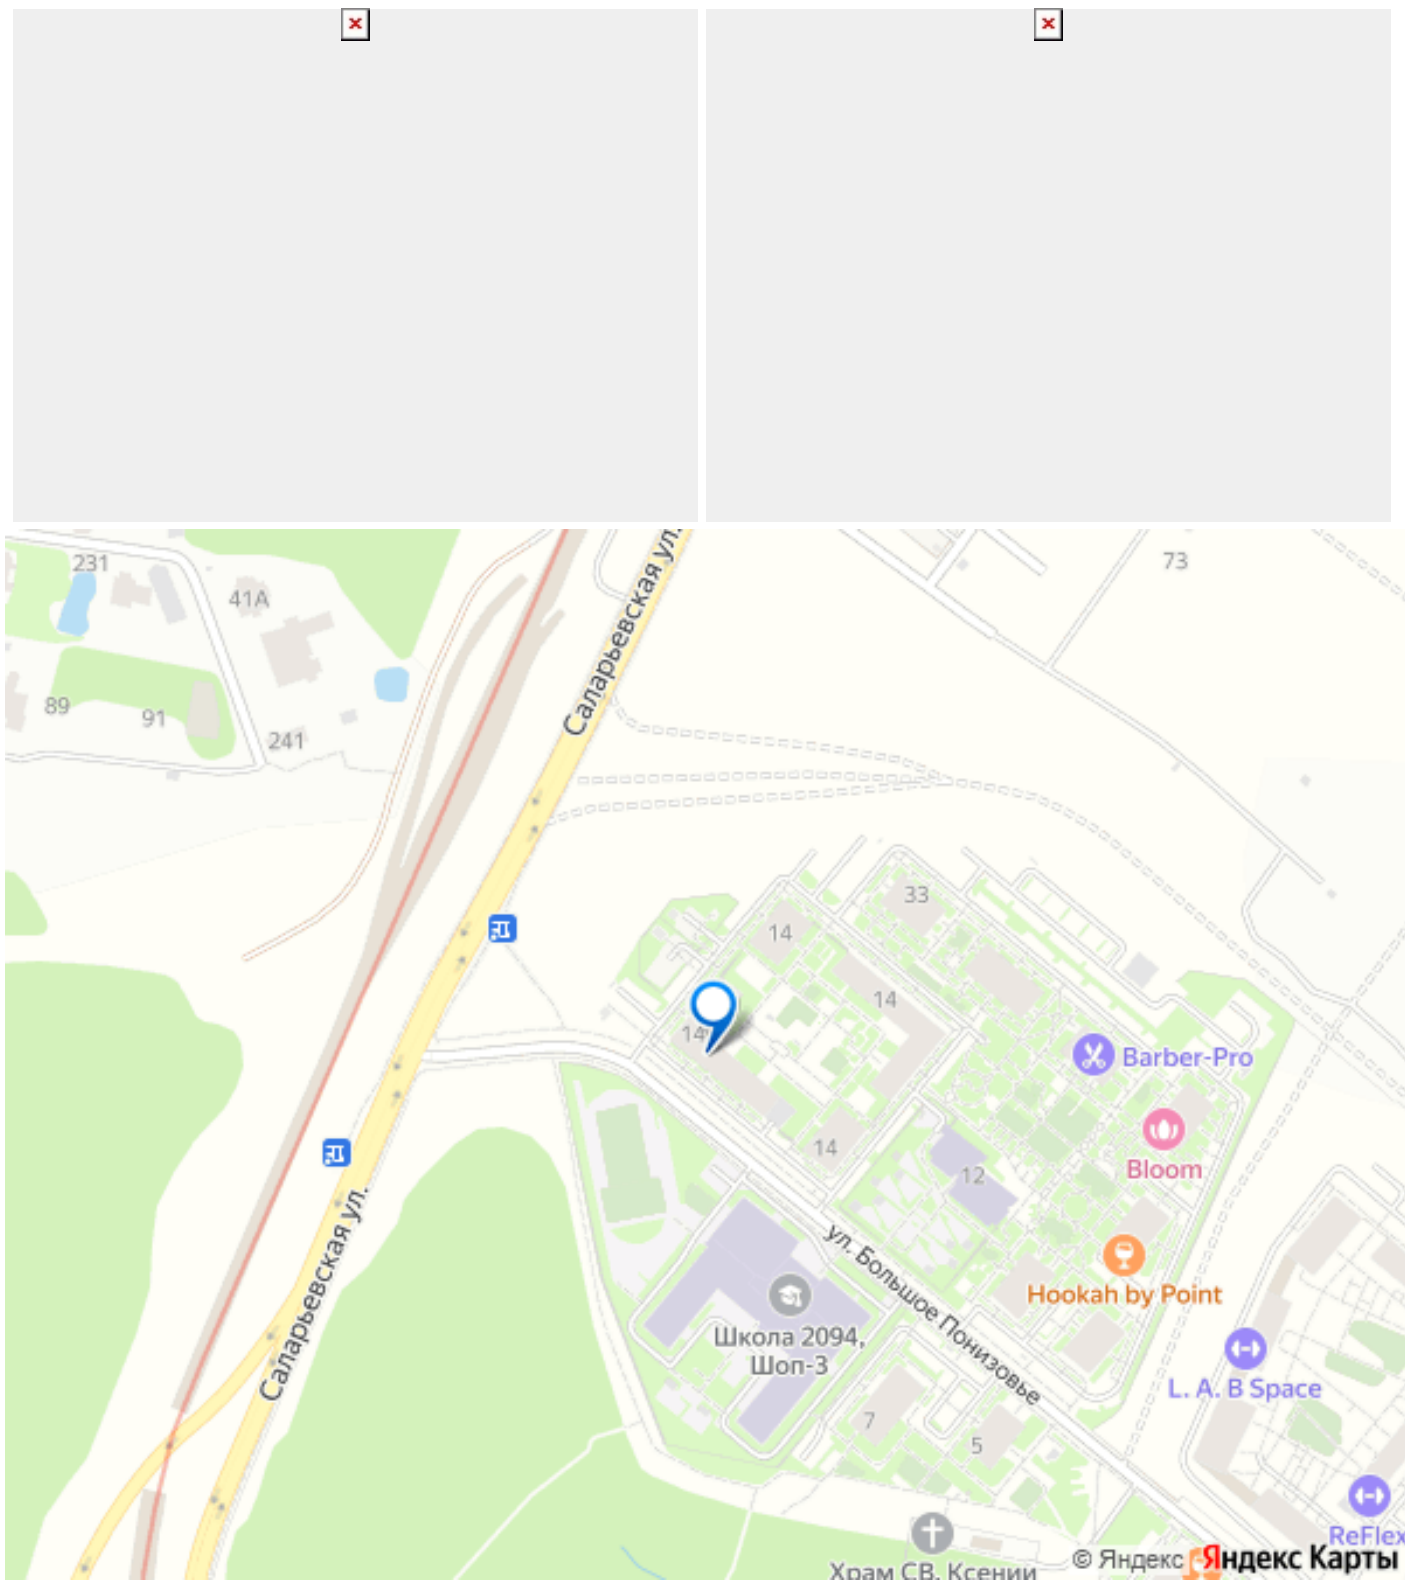 231
41А
73
Саларьевская ул.
89
91
241
33
14
14
14
Barber-Pro
Bloom
14
12
ул. Большое Понизовье
Hookah by Point
Школа 2094,
Шоп-3
Саларьевская ул.
L. A. B Space
7
5
ReFlex
Храм СВ. Ксении
© Яндекс Яндекс Карты